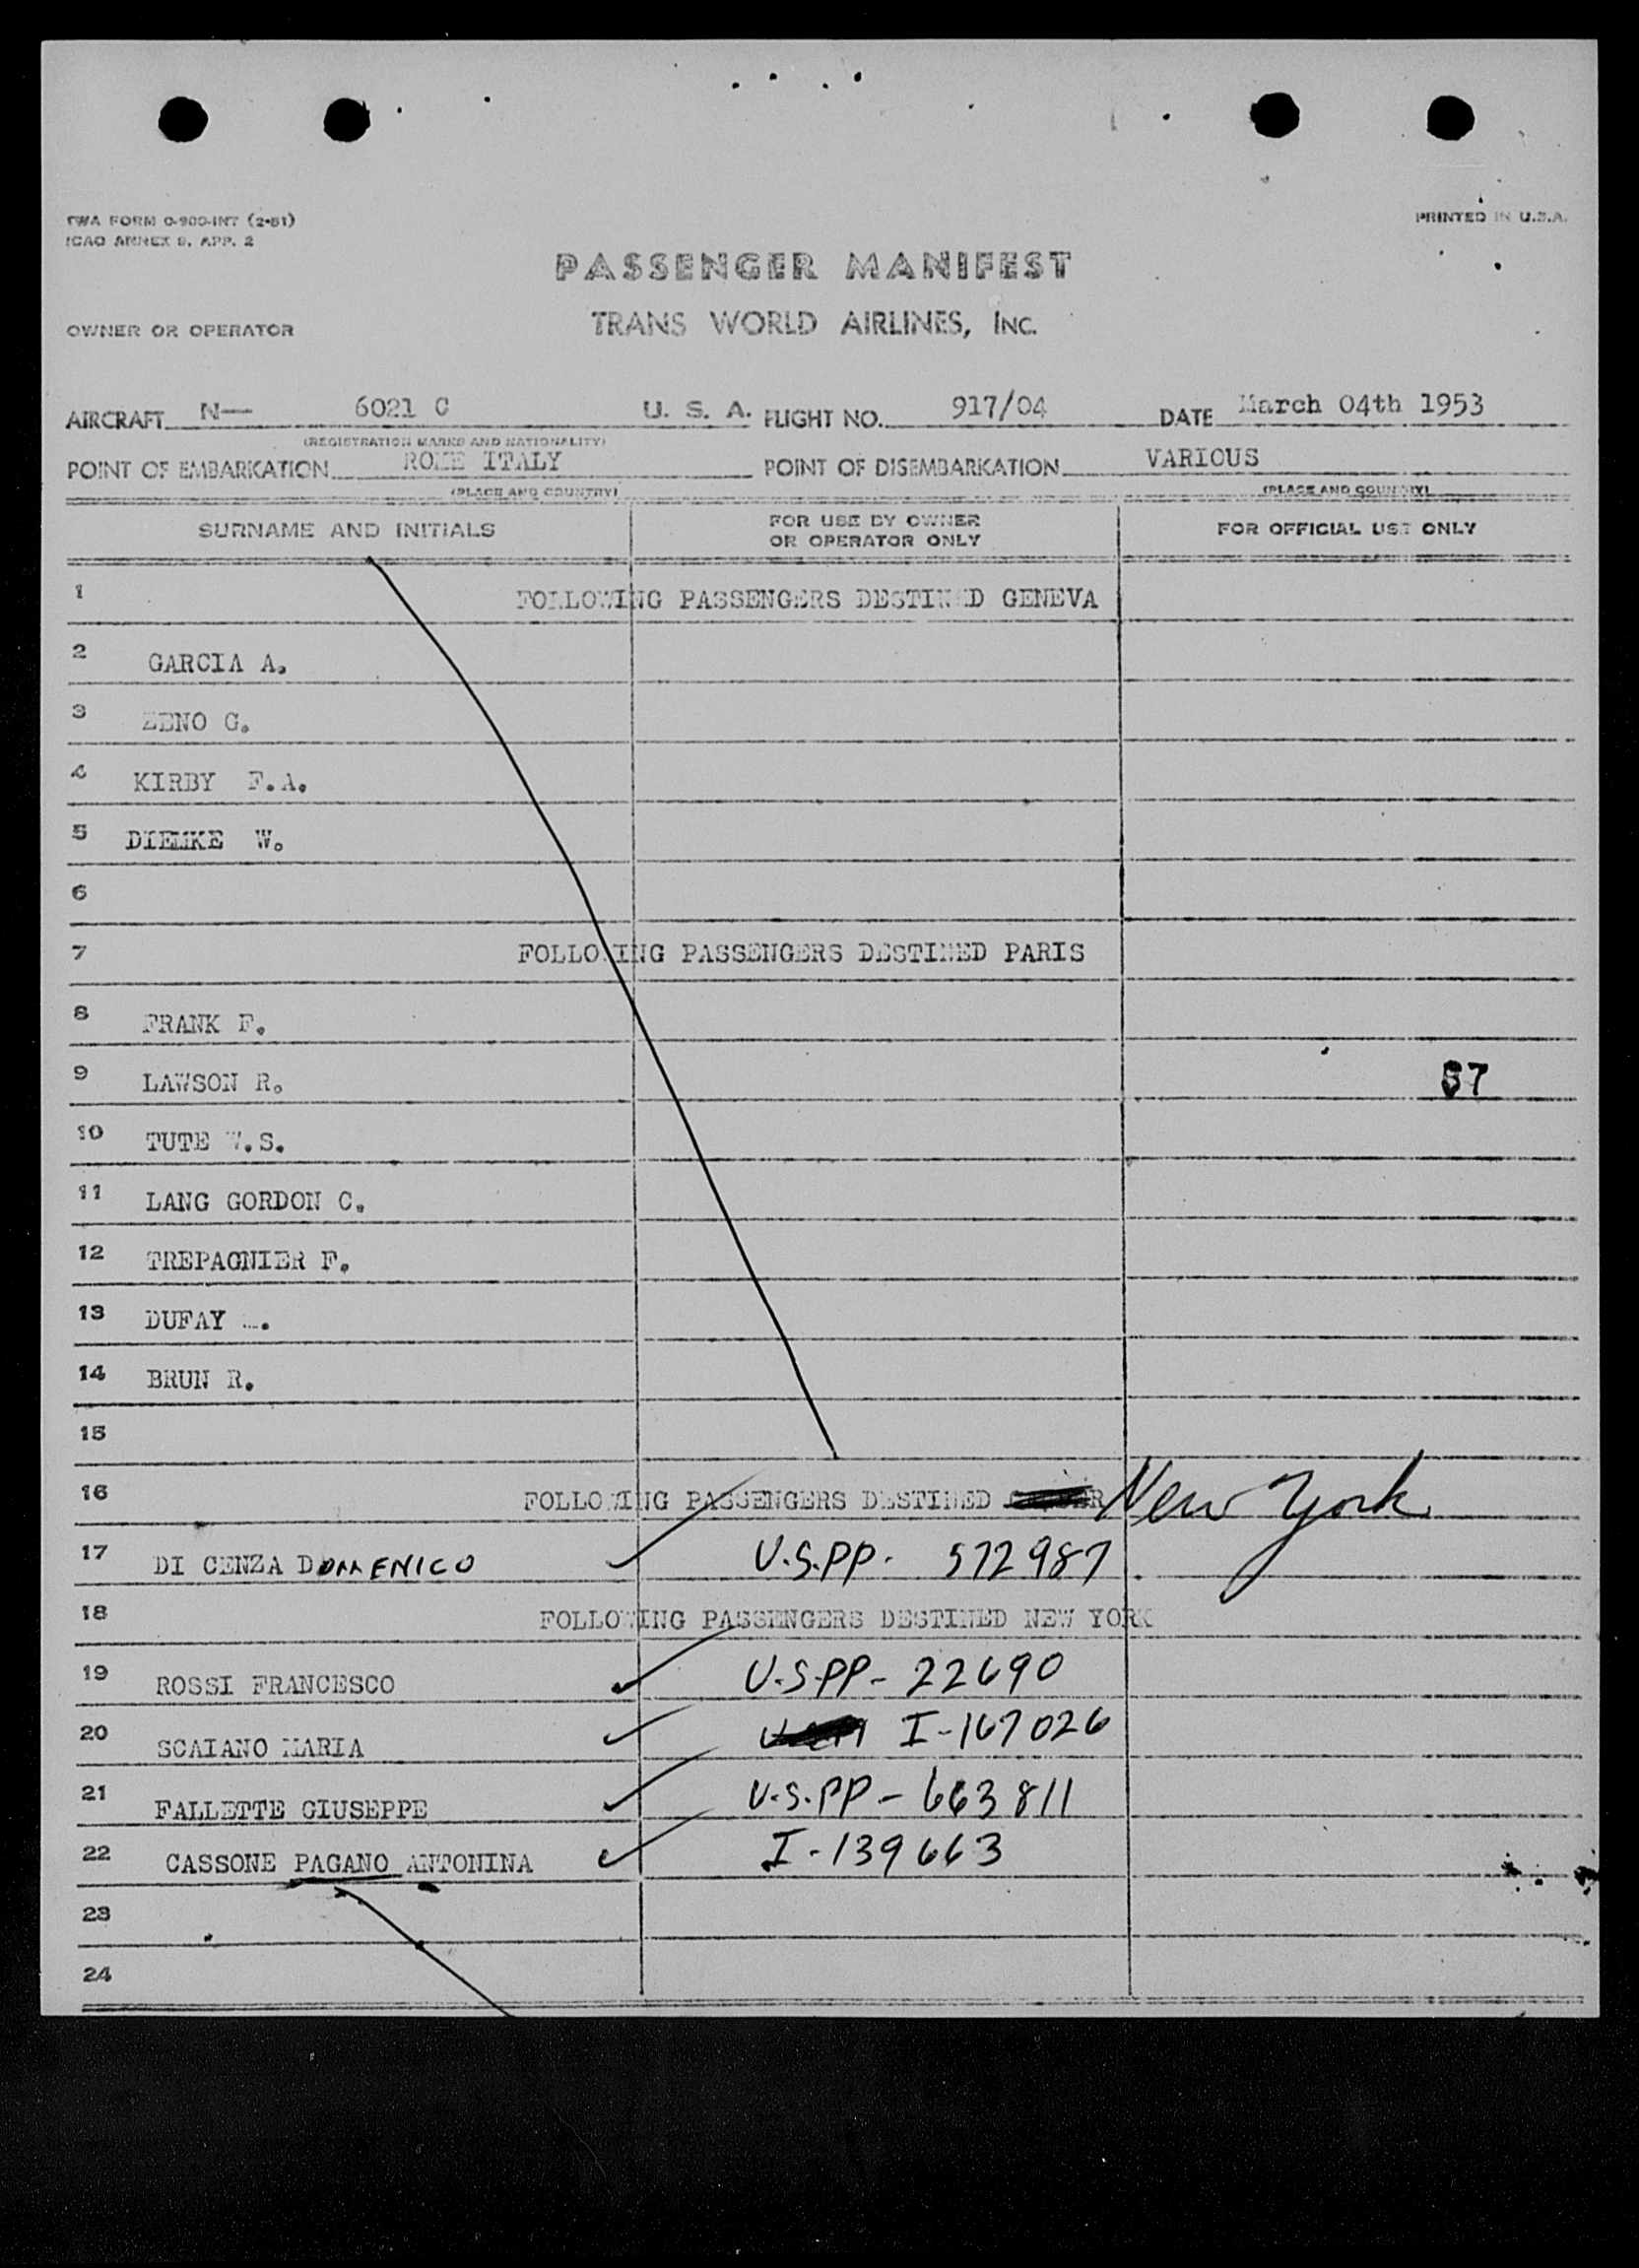 TWA FORM O-900-INT (2-51)
ICAO ANNEX 9, APP. 2
PRINTED IN U.S.A.
PASSENGER MANIFEST
OWNER OR OPERATOR TRANS WORLD AIRLINES, INC.
AIRCRAFT N— 6021 C U. S. A. FLIGHT NO. 917/04 DATE March 04th 1953
(REGISTRATION MARKS AND NATIONALITY)
POINT OF EMBARKATION ROME ITALY POINT OF DISEMBARKATION VARIOUS
(PLACE AND COUNTRY) (PLACE AND COUNTRY)
SURNAME AND INITIALS FOR USE BY OWNER OR OPERATOR ONLY FOR OFFICIAL USE ONLY
1 FOLLOWING PASSENGERS DESTINED GENEVA
2 GARCIA A.
3 ZENO G.
4 KIRBY F.A.
5 DIEMKE W.
6
7 FOLLOWING PASSENGERS DESTINED PARIS
8 FRANK F.
9 LAWSON R. 57
10 TUTE W.S.
11 LANG GORDON C.
12 TREPAGNIER F.
13 DUFAY
14 BRUN R.
15
16 FOLLOWING PASSENGERS DESTINED New York
17 DI CENZA DOMENICO U.S.PP. 572987
18 FOLLOWING PASSENGERS DESTINED NEW YORK
19 ROSSI FRANCESCO U.S.PP- 22690
20 SCAIANO MARIA I-167026
21 FALLETTE GIUSEPPE U.S.PP- 663811
22 CASSONE PAGANO ANTONINA I-139663
23
24